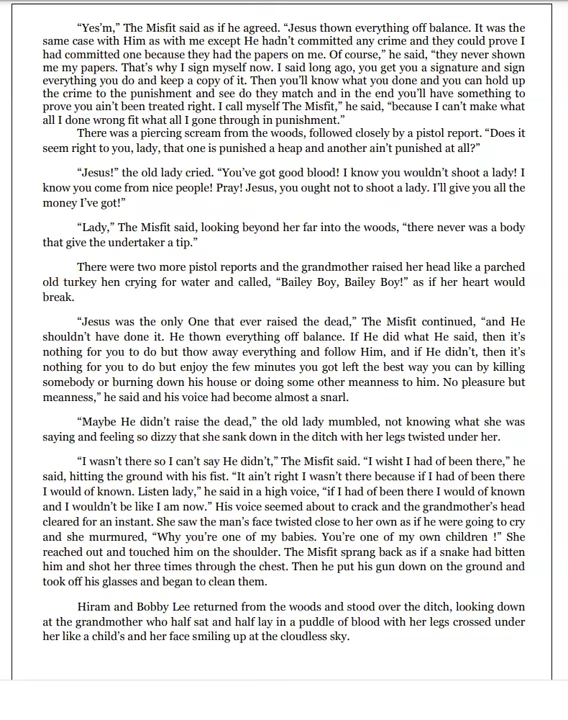 “Yes’m,” The Misfit said as if he agreed. “Jesus thown everything off balance. It was the
same case with Him as with me except He hadn’t committed any crime and they could prove I
had committed one because they had the papers on me. Of course,” he said, “they never shown
me my papers. That’s why I sign myself now. I said long ago, you get you a signature and sign
everything you do and keep a copy of it. Then you’ll know what you done and you can hold up
the crime to the punishment and see do they match and in the end you’ll have something to
prove you ain’t been treated right. I call myself The Misfit,” he said, “because I can’t make what
all I done wrong fit what all I gone through in punishment.”
There was a piercing scream from the woods, followed closely by a pistol report. “Does it
seem right to you, lady, that one is punished a heap and another ain’t punished at all?”
“Jesus!” the old lady cried. “You’ve got good blood! I know you wouldn’t shoot a lady! I
know you come from nice people! Pray! Jesus, you ought not to shoot a lady. I’ll give you all the
money I’ve got!”
“Lady,” The Misfit said, looking beyond her far into the woods, “there never was a body
that give the undertaker a tip.”
There were two more pistol reports and the grandmother raised her head like a parched
old turkey hen crying for water and called, “Bailey Boy, Bailey Boy!” as if her heart would
break.
“Jesus was the only One that ever raised the dead,” The Misfit continued, “and He
shouldn’t have done it. He thown everything off balance. If He did what He said, then it’s
nothing for you to do but thow away everything and follow Him, and if He didn’t, then it’s
nothing for you to do but enjoy the few minutes you got left the best way you can by killing
somebody or burning down his house or doing some other meanness to him. No pleasure but
meanness,” he said and his voice had become almost a snarl.
“Maybe He didn’t raise the dead,” the old lady mumbled, not knowing what she was
saying and feeling so dizzy that she sank down in the ditch with her legs twisted under her.
“I wasn’t there so I can’t say He didn’t,” The Misfit said. “I wisht I had of been there,” he
said, hitting the ground with his fist. “It ain’t right I wasn’t there because if I had of been there
I would of known. Listen lady,” he said in a high voice, “if I had of been there I would of known
and I wouldn’t be like I am now.” His voice seemed about to crack and the grandmother’s head
cleared for an instant. She saw the man’s face twisted close to her own as if he were going to cry
and she murmured, “Why you’re one of my babies. You’re one of my own children !” She
reached out and touched him on the shoulder. The Misfit sprang back as if a snake had bitten
him and shot her three times through the chest. Then he put his gun down on the ground and
took off his glasses and began to clean them.
Hiram and Bobby Lee returned from the woods and stood over the ditch, looking down
at the grandmother who half sat and half lay in a puddle of blood with her legs crossed under
her like a child’s and her face smiling up at the cloudless sky.